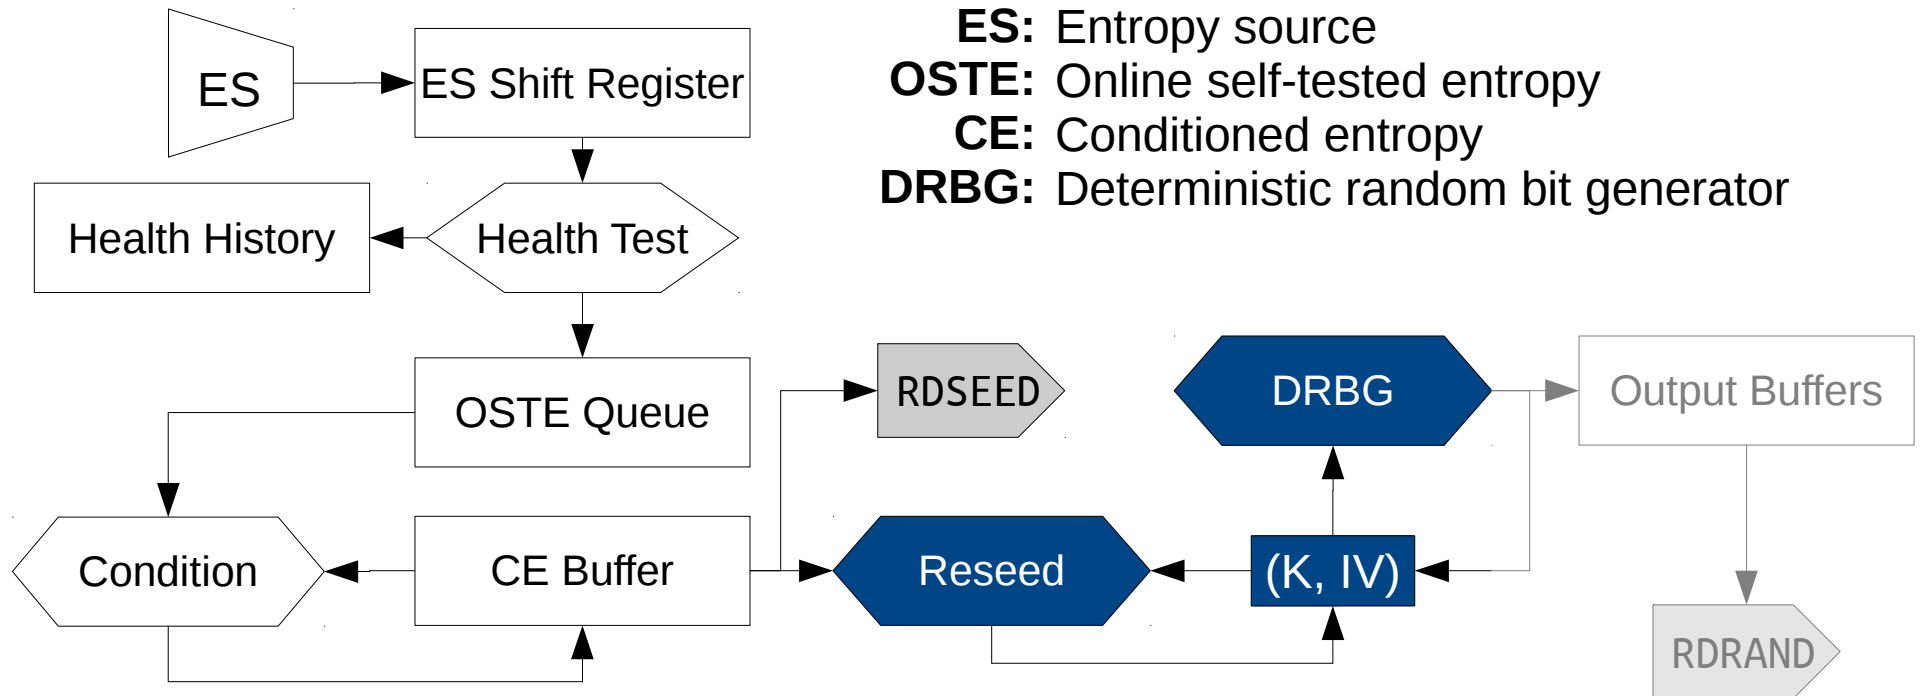 ES
ES Shift Register
ES: Entropy source
OSTE: Online self-tested entropy
CE: Conditioned entropy
DRBG: Deterministic random bit generator
Health History
Health Test
OSTE Queue
RDSEED
DRBG
Output Buffers
Condition
CE Buffer
Reseed
(K, IV)
RDRAND